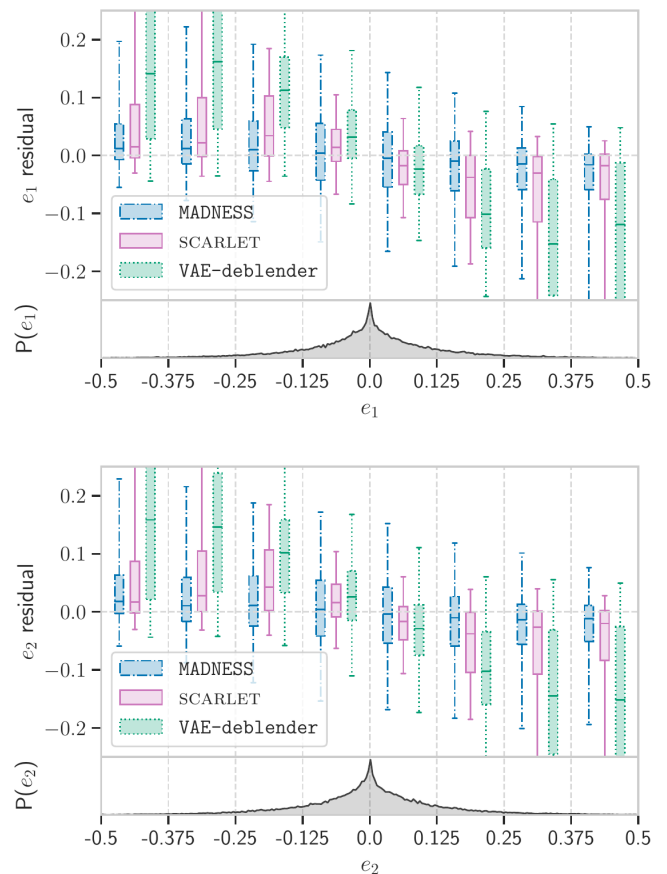 0.2
0.1
0.0
−0.1
−0.2
e₁ residual
MADNESS
SCARLET
VAE-deblender
P(e₁)
-0.5 -0.375 -0.25 -0.125 0.0 0.125 0.25 0.375 0.5
e₁
0.2
0.1
0.0
−0.1
−0.2
e₂ residual
MADNESS
SCARLET
VAE-deblender
P(e₂)
-0.5 -0.375 -0.25 -0.125 0.0 0.125 0.25 0.375 0.5
e₂